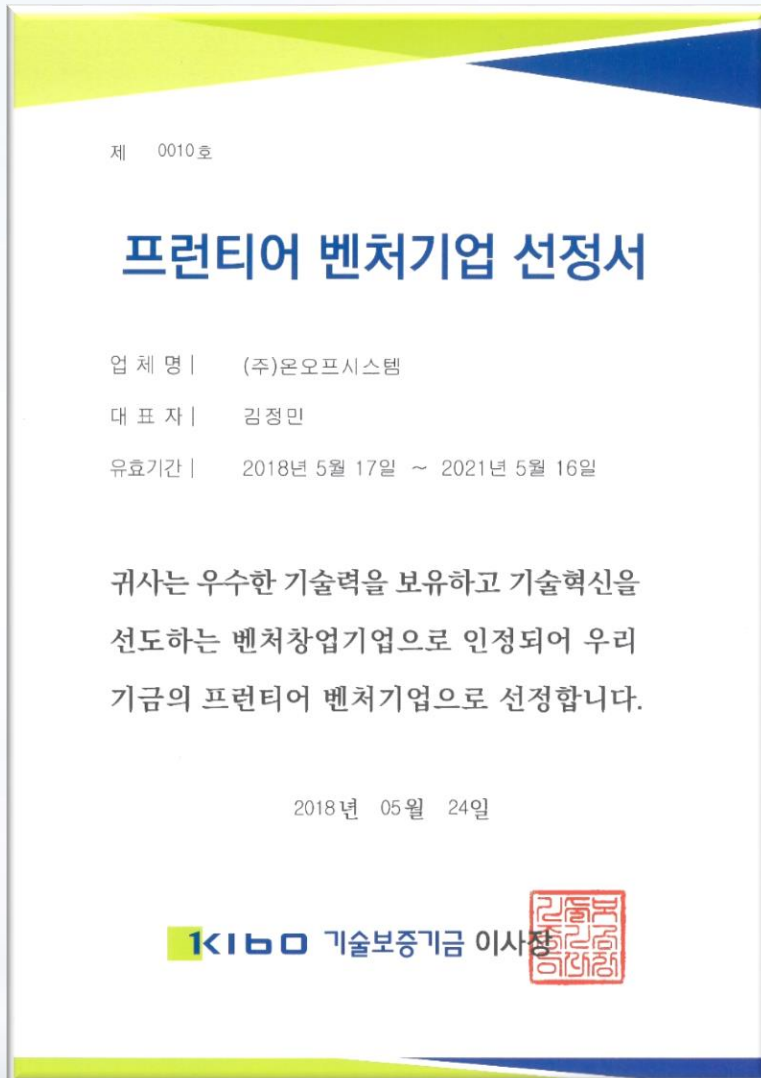 제 0010호
프런티어 벤처기업 선정서
업 체 명 | (주)온오프시스템
대 표 자 | 김정민
유효기간 | 2018년 5월 17일 ~ 2021년 5월 16일
귀사는 우수한 기술력을 보유하고 기술혁신을
선도하는 벤처창업기업으로 인정되어 우리
기금의 프런티어 벤처기업으로 선정합니다.
2018년 05월 24일
KIBO 기술보증기금 이사장